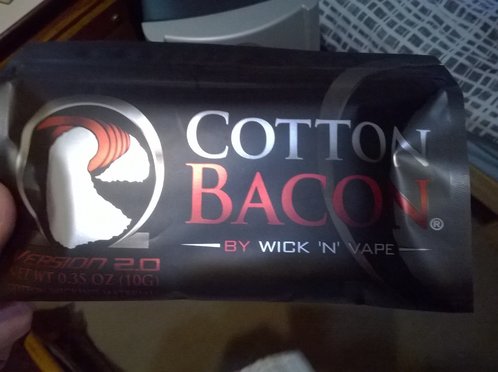 COTTON
BACON®
BY WICK 'N' VAPE
VERSION 2.0
NET WT 0.35 OZ (10G)